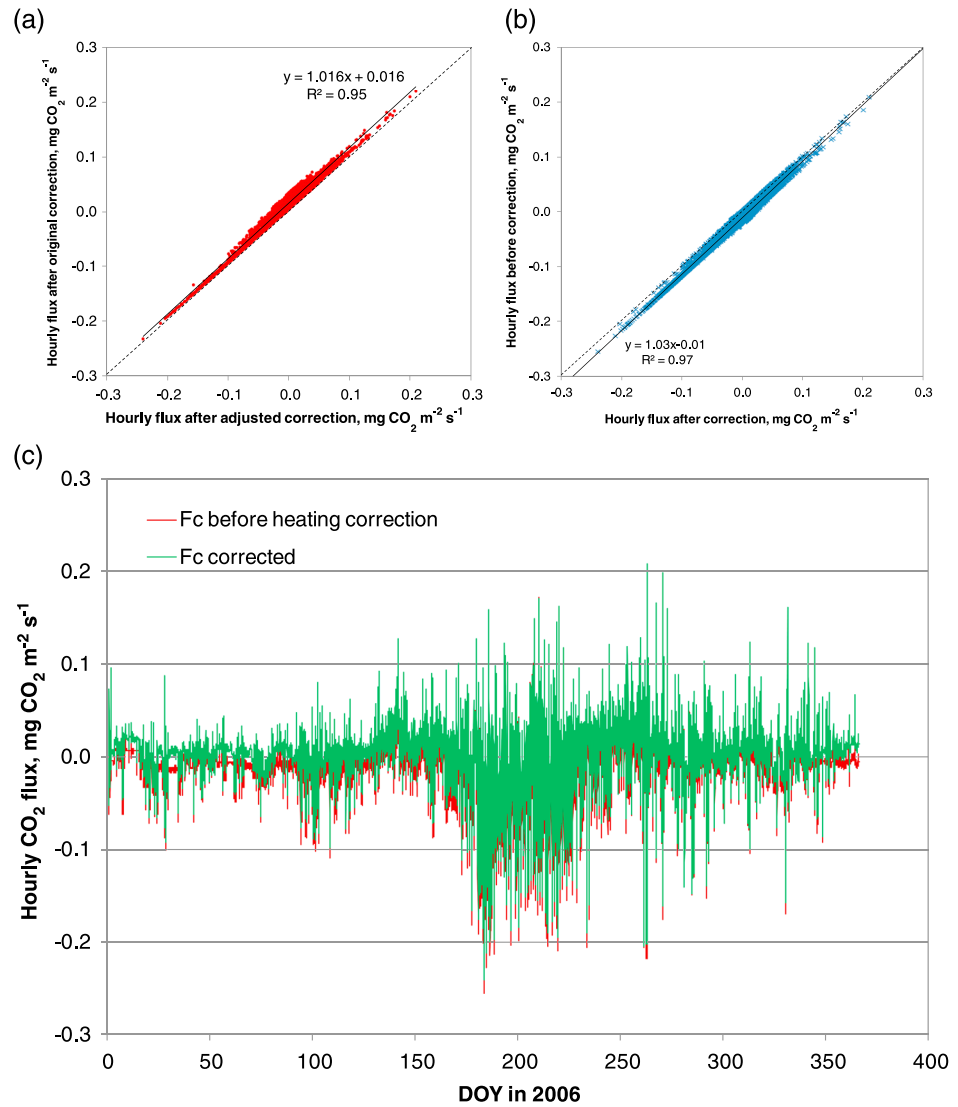 (a)
Hourly flux after original correction, mg CO2 m-2 s-1
0.3
0.2
0.1
0.0
-0.1
-0.2
-0.3
y = 1.016x + 0.016
R² = 0.95
-0.3 -0.2 -0.1 0.0 0.1 0.2 0.3
Hourly flux after adjusted correction, mg CO2 m-2 s-1
(b)
Hourly flux before correction, mg CO2 m-2 s-1
0.3
0.2
0.1
0.0
-0.1
-0.2
-0.3
y = 1.03x-0.01
R² = 0.97
-0.3 -0.2 -0.1 0.0 0.1 0.2 0.3
Hourly flux after correction, mg CO2 m-2 s-1
(c)
Hourly CO2 flux, mg CO2 m-2 s-1
0.3
0.2
0.1
0.0
-0.1
-0.2
-0.3
Fc before heating correction
Fc corrected
0 50 100 150 200 250 300 350 400
DOY in 2006